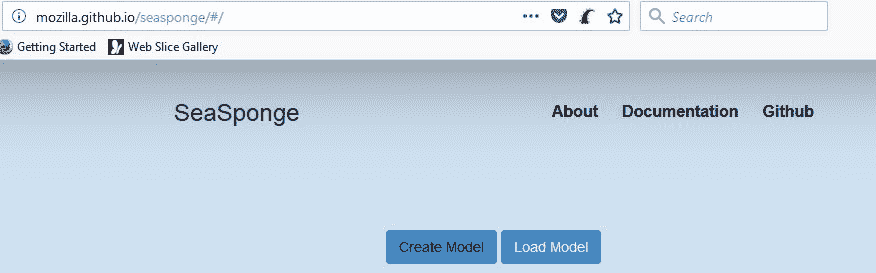 mozilla.github.io/seasponge/#/ Search
Getting Started Web Slice Gallery
SeaSponge About Documentation Github
Create Model Load Model